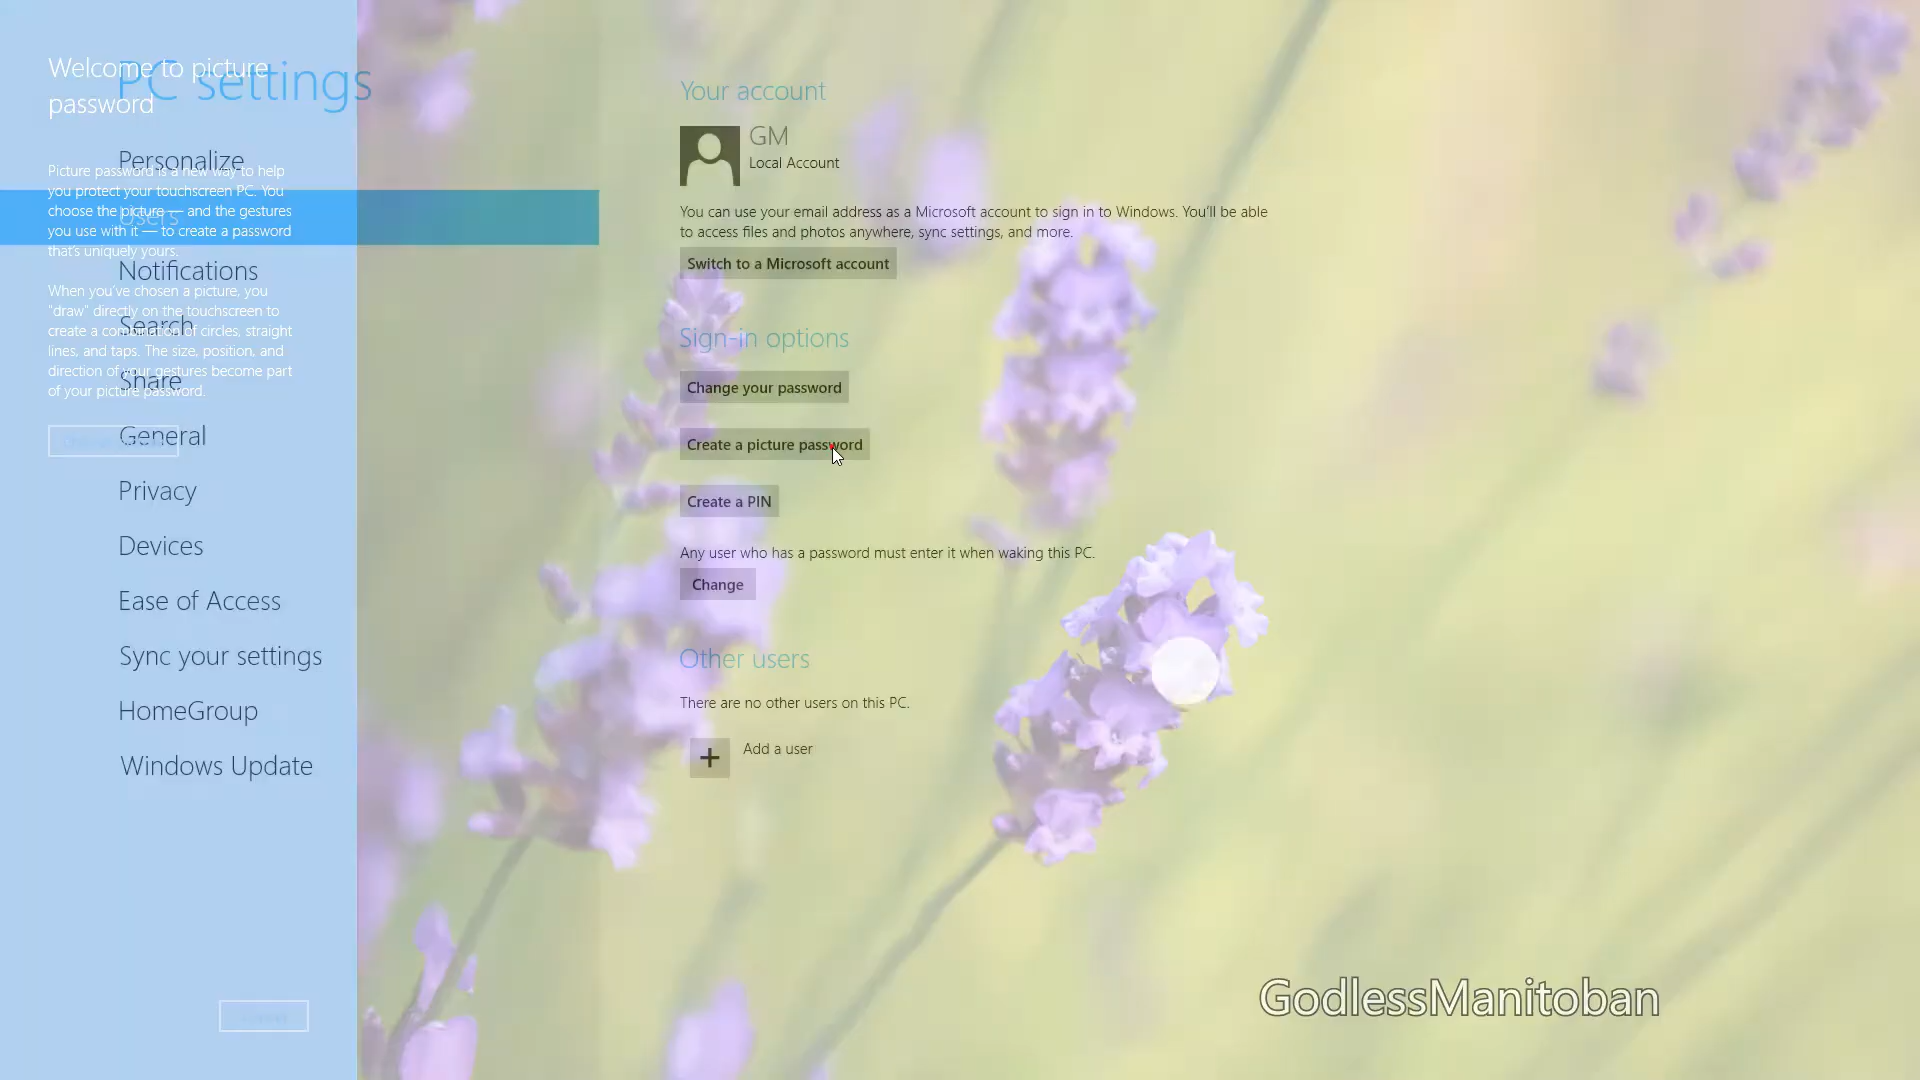 Welcome to picture
password
Picture password is a new way to help
you protect your touchscreen PC. You
choose the picture — and the gestures
you use with it — to create a password
that's uniquely yours.
When you've chosen a picture, you
"draw" directly on the touchscreen to
create a combination of circles, straight
lines, and taps. The size, position, and
direction of your gestures become part
of your picture password.
PC settings
Personalize
Users
Notifications
Search
Share
General
Privacy
Devices
Ease of Access
Sync your settings
HomeGroup
Windows Update
Your account
GM
Local Account
You can use your email address as a Microsoft account to sign in to Windows. You'll be able
to access files and photos anywhere, sync settings, and more.
Switch to a Microsoft account
Sign-in options
Change your password
Create a picture password
Create a PIN
Any user who has a password must enter it when waking this PC.
Change
Other users
There are no other users on this PC.
Add a user
GodlessManitoban